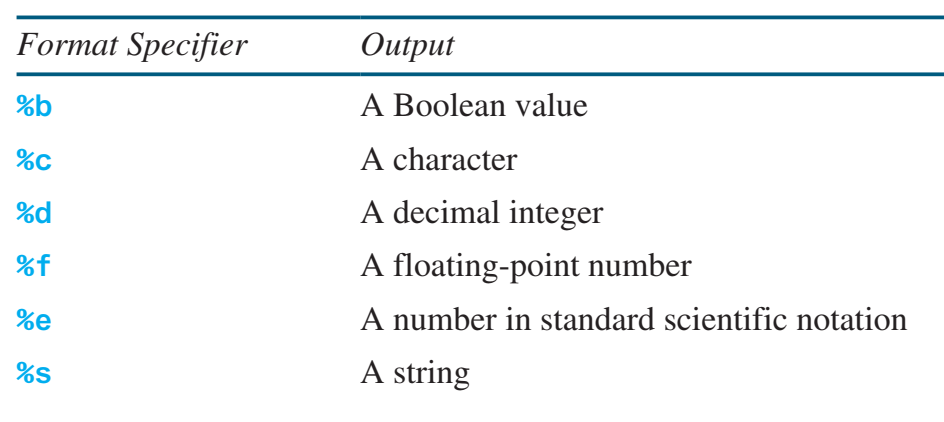 Format Specifier Output
%b A Boolean value
%c A character
%d A decimal integer
%f A floating-point number
%e A number in standard scientific notation
%s A string